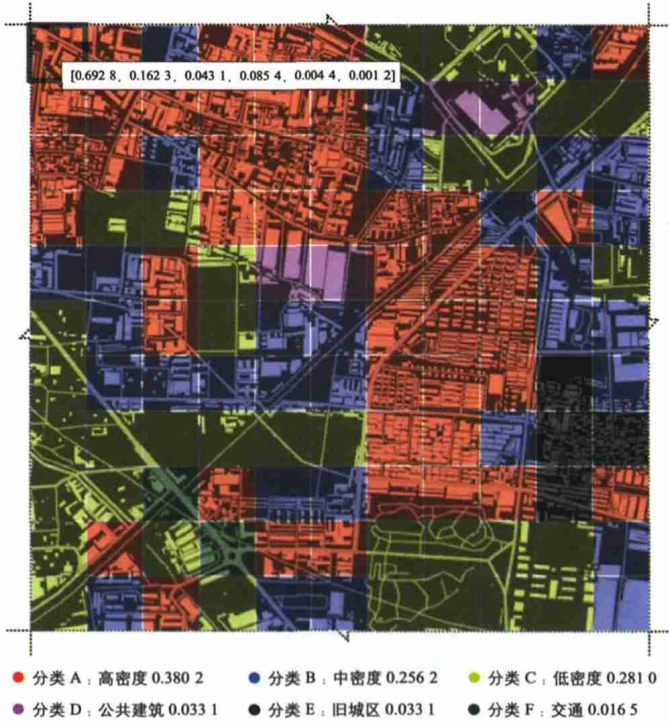 [0.692 8, 0.162 3, 0.043 1, 0.085 4, 0.004 4, 0.001 2]
分类 A：高密度 0.380 2
分类 B：中密度 0.256 2
分类 C：低密度 0.281 0
分类 D：公共建筑 0.033 1
分类 E：旧城区 0.033 1
分类 F：交通 0.016 5